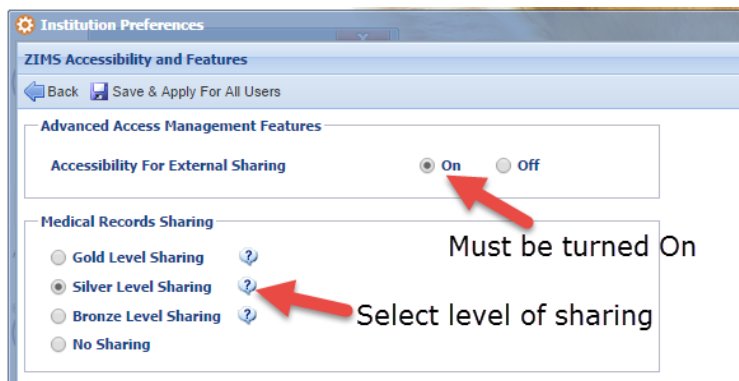 Institution Preferences
ZIMS Accessibility and Features
Back Save & Apply For All Users
Advanced Access Management Features
Accessibility For External Sharing On Off
Must be turned On
Medical Records Sharing
Gold Level Sharing ?
Silver Level Sharing ?
Select level of sharing
Bronze Level Sharing ?
No Sharing